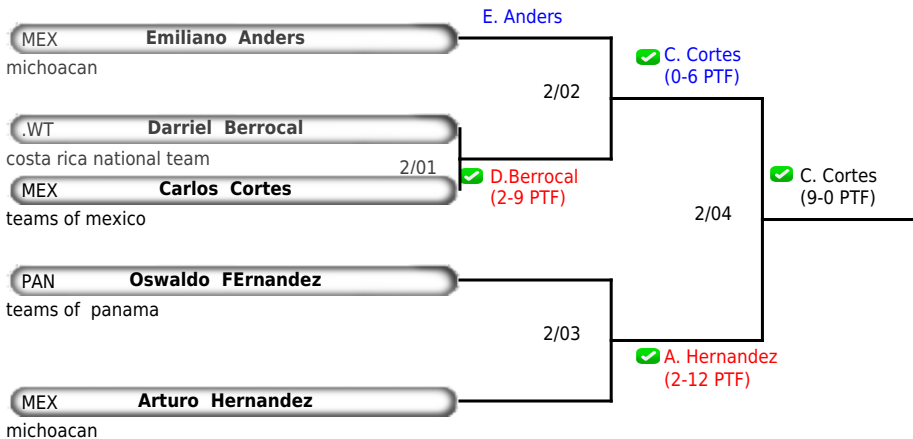 E. Anders
MEX Emiliano Anders
michoacan
C. Cortes
(0-6 PTF)
2/02
.WT Darriel Berrocal
costa rica national team
2/01
MEX Carlos Cortes
teams of mexico
D.Berrocal
(2-9 PTF)
C. Cortes
(9-0 PTF)
2/04
PAN Oswaldo FErnandez
teams of panama
2/03
A. Hernandez
(2-12 PTF)
MEX Arturo Hernandez
michoacan